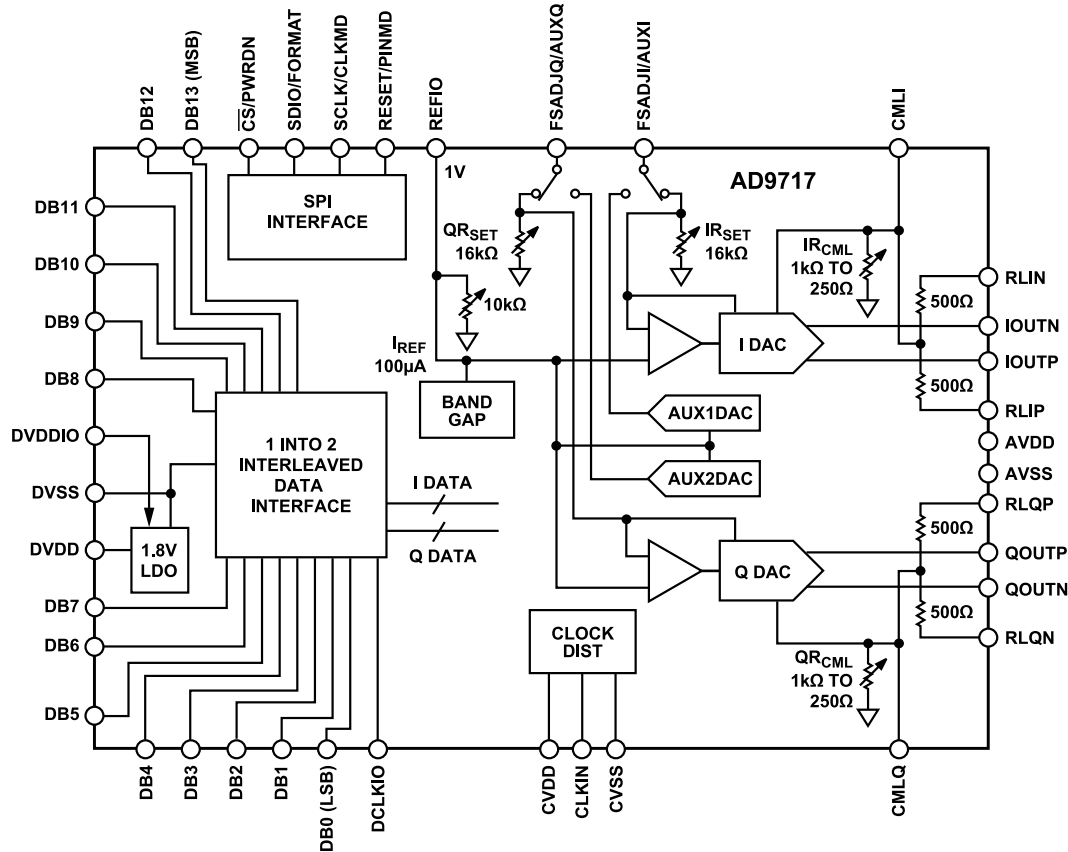 DB12
DB13 (MSB)
CS/PWRDN
SDIO/FORMAT
SCLK/CLKMD
RESET/PINMD
REFIO
FSADJQ/AUXQ
FSADJI/AUXI
CMLI
1V
AD9717
SPI
INTERFACE
DB11
DB10
DB9
DB8
DVDDIO
DVSS
DVDD
DB7
DB6
DB5
QRSET
16kΩ
IRSET
16kΩ
IRCML
1kΩ TO
250Ω
10kΩ
IREF
100µA
BAND
GAP
I DAC
500Ω
500Ω
RLIN
IOUTN
IOUTP
RLIP
AVDD
AVSS
RLQP
QOUTP
QOUTN
RLQN
AUX1DAC
AUX2DAC
1 INTO 2
INTERLEAVED
DATA
INTERFACE
I DATA
Q DATA
1.8V
LDO
Q DAC
500Ω
500Ω
CLOCK
DIST
QRCML
1kΩ TO
250Ω
DB4
DB3
DB2
DB1
DB0 (LSB)
DCLKIO
CVDD
CLKIN
CVSS
CMLQ